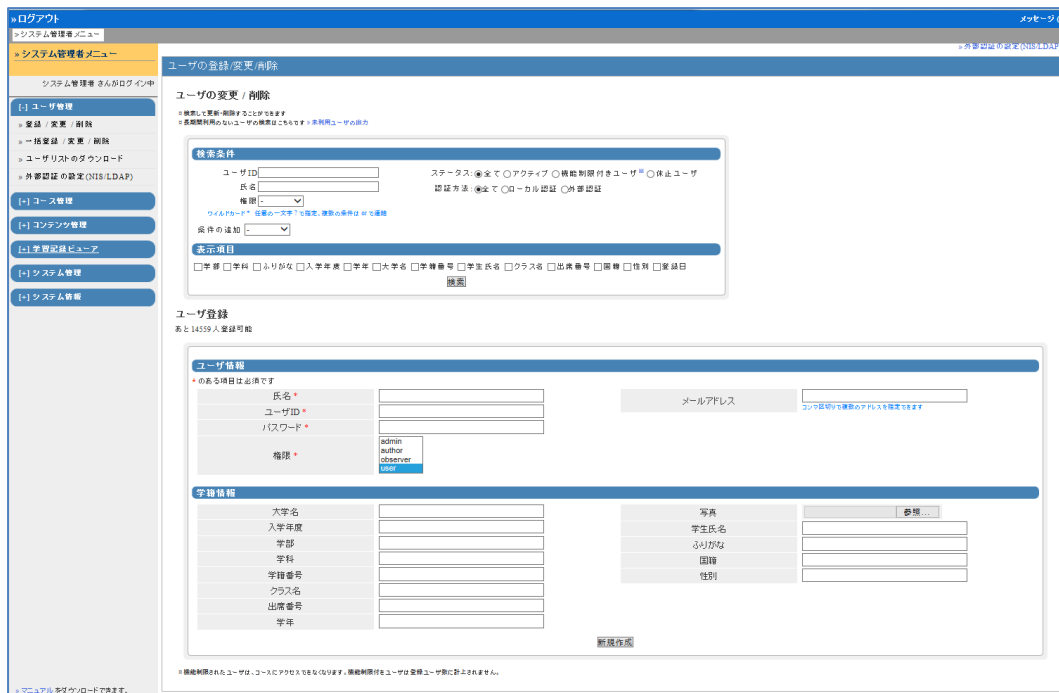 »ログアウト
メッセージ(
»システム管理者メニュー
»外部認証の設定(NIS/LDAP
»システム管理者メニュー
システム管理者 さんがログイン中
[-] ユーザ管理
»登録 / 変更 / 削除
»一括登録 / 変更 / 削除
»ユーザリストのダウンロード
»外部認証の設定(NIS/LDAP)
[+] コース管理
[+] コンテンツ管理
[+] 学習記録ビューア
[+] システム管理
[+] システム情報
»マニュアル をダウンロードできます。
ユーザの登録/変更/削除
ユーザの変更 / 削除
検索して更新・削除することができます
長期間利用のないユーザの検索はこちらです »未利用ユーザの出力
検索条件
ユーザID
ステータス: 全て アクティブ 機能制限付きユーザ 休止ユーザ
氏名
認証方法: 全て ローカル認証 外部認証
権限 -
ワイルドカード* 任意の一文字?で指定、複数の条件は or で連結
条件の追加 -
表示項目
学部 学科 ふりがな 入学年度 学年 大学名 学籍番号 学生氏名 クラス名 出席番号 国籍 性別 登録日
検索
ユーザ登録
あと 14559 人登録可能
ユーザ情報
* のある項目は必須です
氏名 *
メールアドレス
コンマ区切りで複数のアドレスを指定できます
ユーザID *
パスワード *
権限 *
admin
author
observer
user
学籍情報
大学名
写真 参照...
入学年度
学生氏名
学部
ふりがな
学科
国籍
学籍番号
性別
クラス名
出席番号
学年
新規作成
機能制限されたユーザは、コースにアクセスできなくなります。機能制限付きユーザは登録ユーザ数に計上されません。